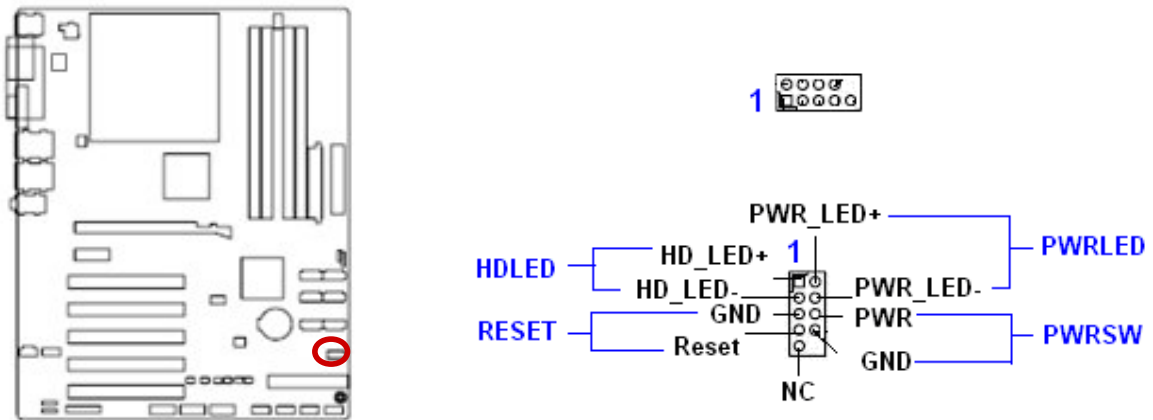 1
PWR_LED+
1
HD_LED+
HDLED
PWRLED
HD_LED-
PWR_LED-
GND
PWR
RESET
PWRSW
Reset
GND
NC